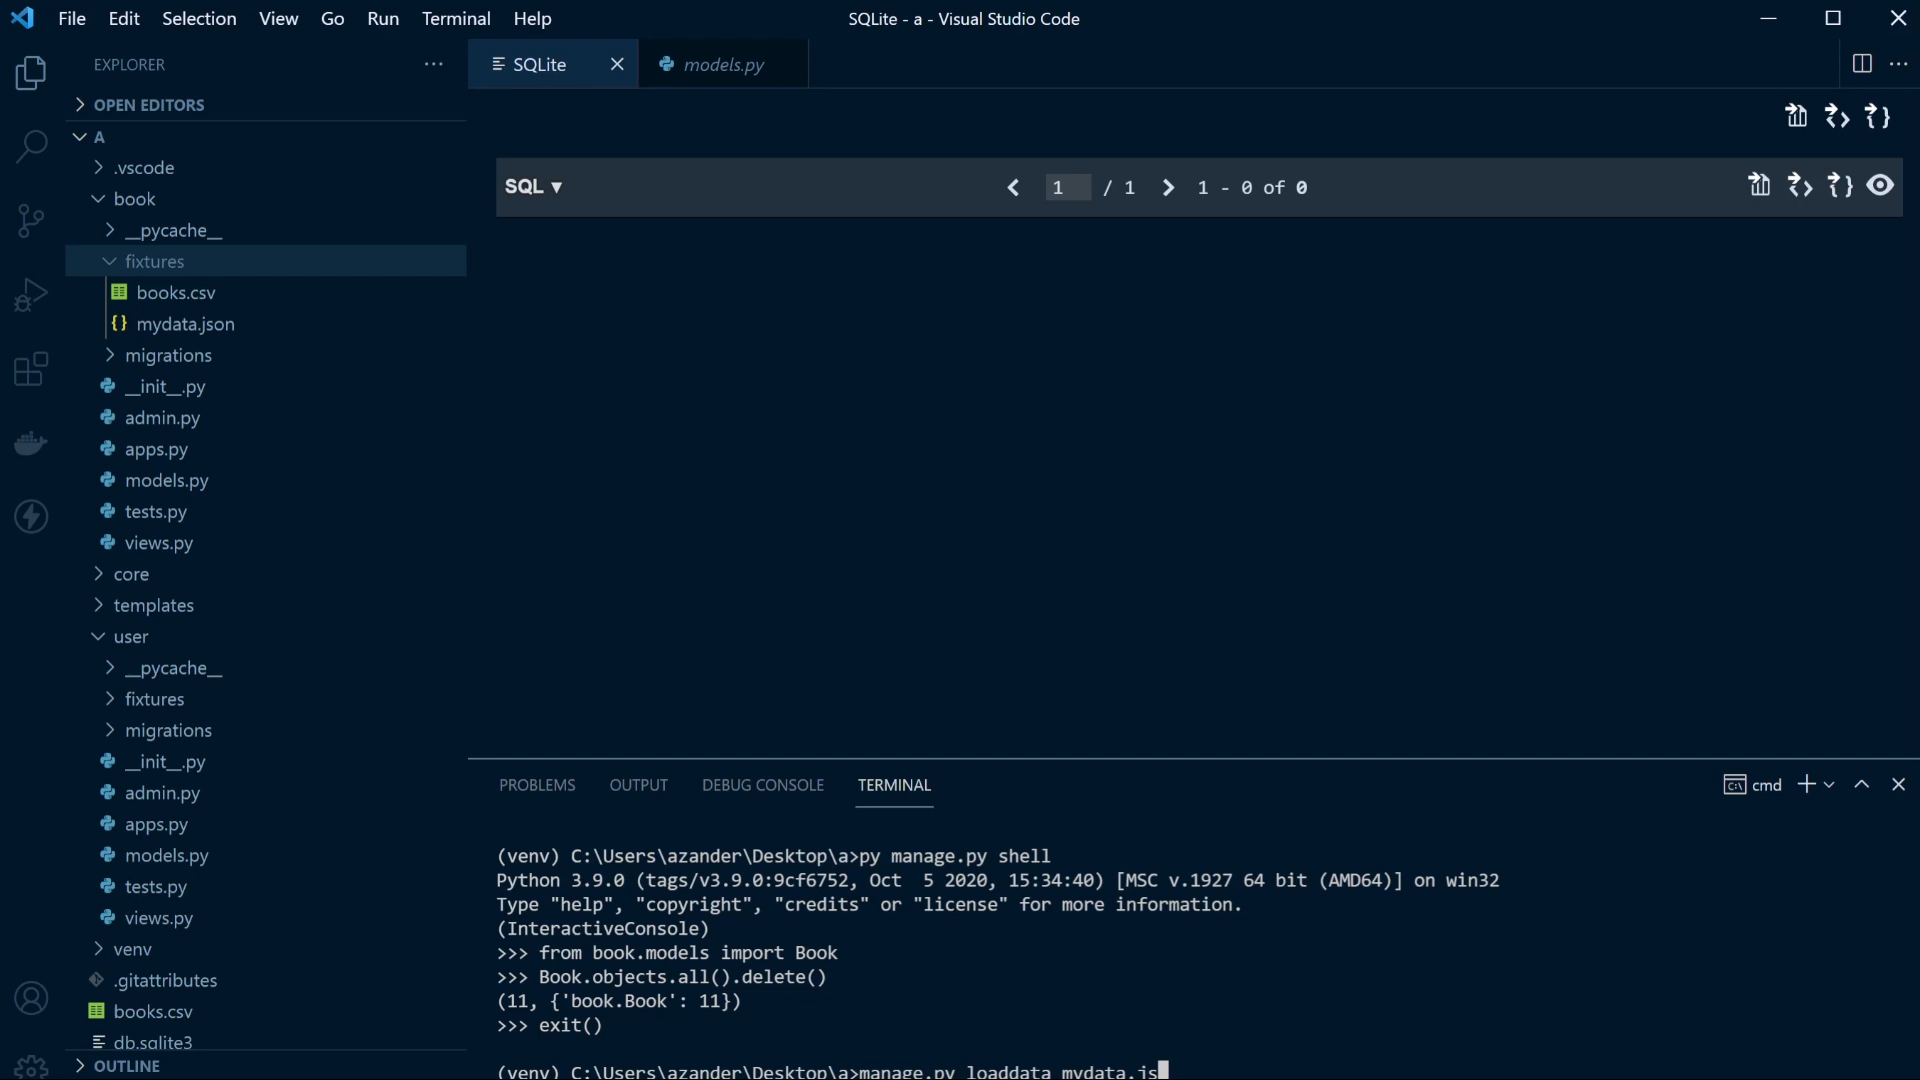 File Edit Selection View Go Run Terminal Help
SQLite - a - Visual Studio Code
EXPLORER
SQLite
models.py
OPEN EDITORS
A
.vscode
book
__pycache__
fixtures
books.csv
mydata.json
migrations
__init__.py
admin.py
apps.py
models.py
tests.py
views.py
core
templates
user
__pycache__
fixtures
migrations
__init__.py
admin.py
apps.py
models.py
tests.py
views.py
venv
.gitattributes
books.csv
db.sqlite3
OUTLINE
SQL ▼
1 / 1
1 - 0 of 0
PROBLEMS OUTPUT DEBUG CONSOLE TERMINAL
cmd
(venv) C:\Users\azander\Desktop\a>py manage.py shell
Python 3.9.0 (tags/v3.9.0:9cf6752, Oct  5 2020, 15:34:40) [MSC v.1927 64 bit (AMD64)] on win32
Type "help", "copyright", "credits" or "license" for more information.
(InteractiveConsole)
>>> from book.models import Book
>>> Book.objects.all().delete()
(11, {'book.Book': 11})
>>> exit()
(venv) C:\Users\azander\Desktop\a>manage.py loaddata mydata.js